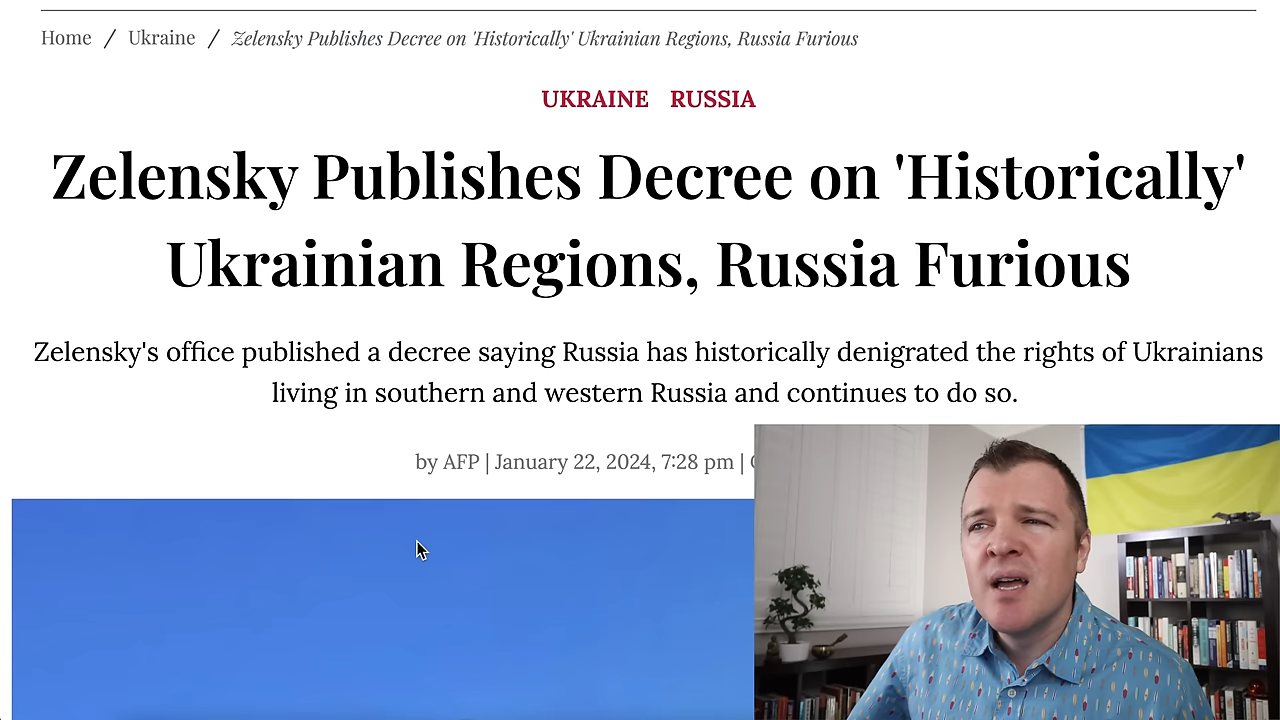 Home / Ukraine / Zelensky Publishes Decree on 'Historically' Ukrainian Regions, Russia Furious
UKRAINE RUSSIA
Zelensky Publishes Decree on 'Historically'
Ukrainian Regions, Russia Furious
Zelensky's office published a decree saying Russia has historically denigrated the rights of Ukrainians
living in southern and western Russia and continues to do so.
by AFP | January 22, 2024, 7:28 pm |